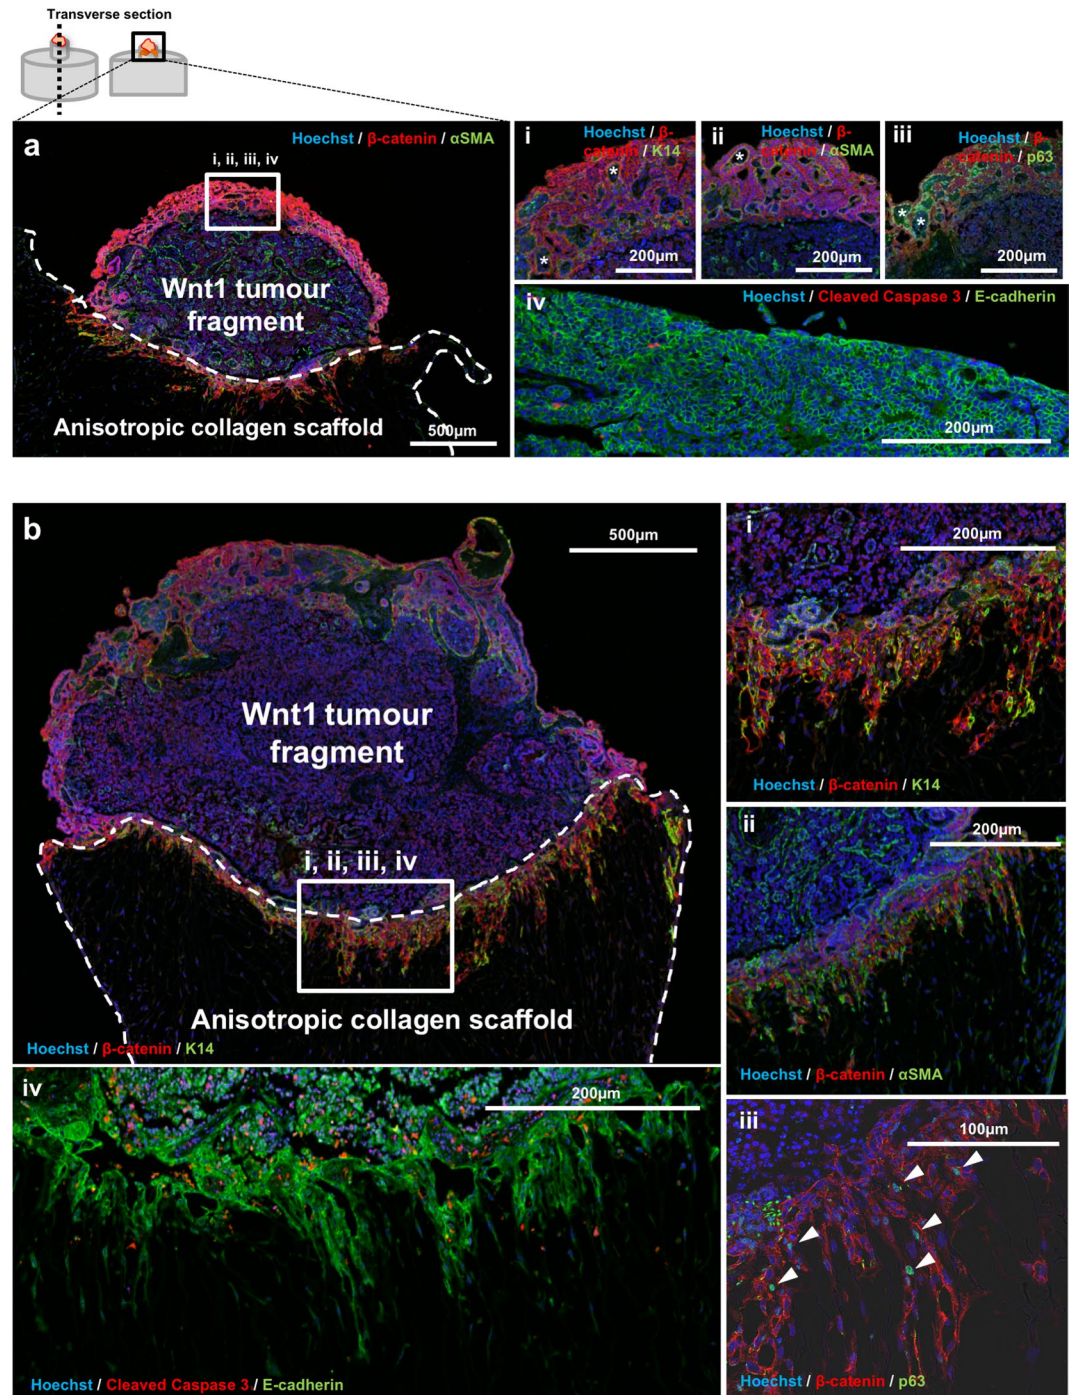 Transverse section
a
Hoechst / β-catenin / αSMA
i, ii, iii, iv
Wnt1 tumour
fragment
Anisotropic collagen scaffold
500µm
i
Hoechst / β-
catenin / K14
*
*
200µm
ii
Hoechst / β-
catenin / αSMA
*
200µm
iii
Hoechst / β-
catenin / p63
*
*
200µm
iv
Hoechst / Cleaved Caspase 3 / E-cadherin
200µm
b
500µm
Wnt1 tumour
fragment
i, ii, iii, iv
Anisotropic collagen scaffold
Hoechst / β-catenin / K14
i
200µm
Hoechst / β-catenin / K14
ii
200µm
Hoechst / β-catenin / αSMA
iii
100µm
Hoechst / β-catenin / p63
iv
200µm
Hoechst / Cleaved Caspase 3 / E-cadherin